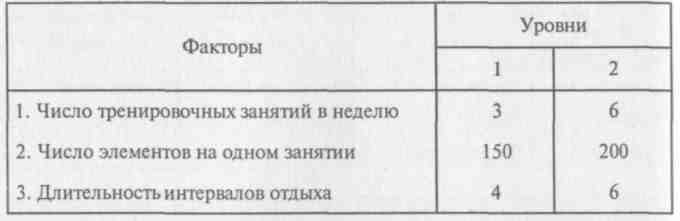 Факторы
Уровни
1 2
1. Число тренировочных занятий в неделю 3 6
2. Число элементов на одном занятии 150 200
3. Длительность интервалов отдыха 4 6